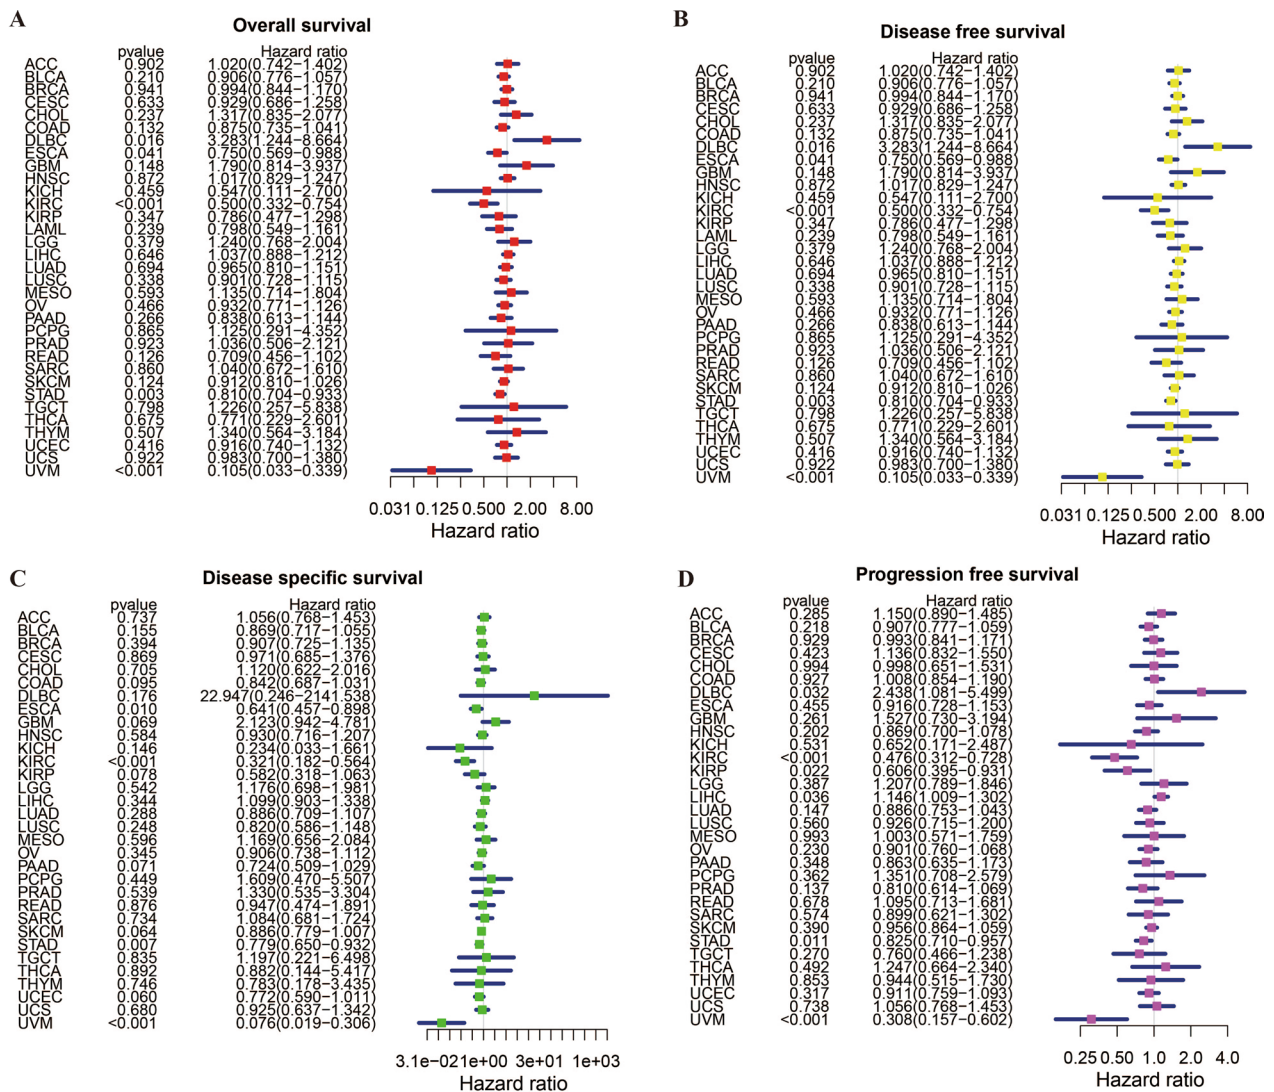 A
Overall survival
pvalue Hazard ratio
ACC 0.902 1.020(0.742−1.402)
BLCA 0.210 0.906(0.776−1.057)
BRCA 0.941 0.994(0.844−1.170)
CESC 0.633 0.929(0.686−1.258)
CHOL 0.237 1.317(0.835−2.077)
COAD 0.132 0.875(0.735−1.041)
DLBC 0.016 3.283(1.244−8.664)
ESCA 0.041 0.750(0.569−0.988)
GBM 0.148 1.790(0.814−3.937)
HNSC 0.872 1.017(0.829−1.247)
KICH 0.459 0.547(0.111−2.700)
KIRC <0.001 0.500(0.332−0.754)
KIRP 0.347 0.786(0.477−1.298)
LAML 0.239 0.798(0.549−1.161)
LGG 0.379 1.240(0.768−2.004)
LIHC 0.646 1.037(0.888−1.212)
LUAD 0.694 0.965(0.810−1.151)
LUSC 0.338 0.901(0.728−1.115)
MESO 0.593 1.135(0.714−1.804)
OV 0.466 0.932(0.771−1.126)
PAAD 0.266 0.838(0.613−1.144)
PCPG 0.865 1.125(0.291−4.352)
PRAD 0.923 1.036(0.506−2.121)
READ 0.126 0.709(0.456−1.102)
SARC 0.860 1.040(0.672−1.610)
SKCM 0.124 0.912(0.810−1.026)
STAD 0.003 0.810(0.704−0.933)
TGCT 0.798 1.226(0.257−5.838)
THCA 0.675 0.771(0.229−2.601)
THYM 0.507 1.340(0.564−3.184)
UCEC 0.416 0.916(0.740−1.132)
UCS 0.922 0.983(0.700−1.380)
UVM <0.001 0.105(0.033−0.339)
0.031 0.125 0.500 2.00 8.00
Hazard ratio
B
Disease free survival
pvalue Hazard ratio
ACC 0.902 1.020(0.742−1.402)
BLCA 0.210 0.906(0.776−1.057)
BRCA 0.941 0.994(0.844−1.170)
CESC 0.633 0.929(0.686−1.258)
CHOL 0.237 1.317(0.835−2.077)
COAD 0.132 0.875(0.735−1.041)
DLBC 0.016 3.283(1.244−8.664)
ESCA 0.041 0.750(0.569−0.988)
GBM 0.148 1.790(0.814−3.937)
HNSC 0.872 1.017(0.829−1.247)
KICH 0.459 0.547(0.111−2.700)
KIRC <0.001 0.500(0.332−0.754)
KIRP 0.347 0.786(0.477−1.298)
LAML 0.239 0.798(0.549−1.161)
LGG 0.379 1.240(0.768−2.004)
LIHC 0.646 1.037(0.888−1.212)
LUAD 0.694 0.965(0.810−1.151)
LUSC 0.338 0.901(0.728−1.115)
MESO 0.593 1.135(0.714−1.804)
OV 0.466 0.932(0.771−1.126)
PAAD 0.266 0.838(0.613−1.144)
PCPG 0.865 1.125(0.291−4.352)
PRAD 0.923 1.036(0.506−2.121)
READ 0.126 0.709(0.456−1.102)
SARC 0.860 1.040(0.672−1.610)
SKCM 0.124 0.912(0.810−1.026)
STAD 0.003 0.810(0.704−0.933)
TGCT 0.798 1.226(0.257−5.838)
THCA 0.675 0.771(0.229−2.601)
THYM 0.507 1.340(0.564−3.184)
UCEC 0.416 0.916(0.740−1.132)
UCS 0.922 0.983(0.700−1.380)
UVM <0.001 0.105(0.033−0.339)
0.031 0.125 0.500 2.00 8.00
Hazard ratio
C
Disease specific survival
pvalue Hazard ratio
ACC 0.737 1.056(0.768−1.453)
BLCA 0.155 0.869(0.717−1.055)
BRCA 0.394 0.907(0.725−1.135)
CESC 0.869 0.971(0.685−1.376)
CHOL 0.705 1.120(0.622−2.016)
COAD 0.095 0.842(0.687−1.031)
DLBC 0.176 22.947(0.246−2141.538)
ESCA 0.010 0.641(0.457−0.898)
GBM 0.069 2.123(0.942−4.781)
HNSC 0.584 0.930(0.716−1.207)
KICH 0.146 0.234(0.033−1.661)
KIRC <0.001 0.321(0.182−0.564)
KIRP 0.078 0.582(0.318−1.063)
LGG 0.542 1.176(0.698−1.981)
LIHC 0.344 1.099(0.903−1.338)
LUAD 0.288 0.886(0.709−1.107)
LUSC 0.248 0.820(0.586−1.148)
MESO 0.596 1.169(0.656−2.084)
OV 0.345 0.906(0.738−1.112)
PAAD 0.071 0.724(0.509−1.029)
PCPG 0.449 1.609(0.470−5.507)
PRAD 0.539 1.330(0.535−3.304)
READ 0.876 0.947(0.474−1.891)
SARC 0.734 1.084(0.681−1.724)
SKCM 0.064 0.886(0.779−1.007)
STAD 0.007 0.779(0.650−0.932)
TGCT 0.835 1.197(0.221−6.498)
THCA 0.892 0.882(0.144−5.417)
THYM 0.746 0.783(0.178−3.435)
UCEC 0.060 0.772(0.590−1.011)
UCS 0.680 0.925(0.637−1.342)
UVM <0.001 0.076(0.019−0.306)
3.1e−02 1e+00 3e+01 1e+03
Hazard ratio
D
Progression free survival
pvalue Hazard ratio
ACC 0.285 1.150(0.890−1.485)
BLCA 0.218 0.907(0.777−1.059)
BRCA 0.929 0.993(0.841−1.171)
CESC 0.423 1.136(0.832−1.550)
CHOL 0.994 0.998(0.651−1.531)
COAD 0.927 1.008(0.854−1.190)
DLBC 0.032 2.438(1.081−5.499)
ESCA 0.455 0.916(0.728−1.153)
GBM 0.261 1.527(0.730−3.194)
HNSC 0.202 0.869(0.700−1.078)
KICH 0.531 0.652(0.171−2.487)
KIRC <0.001 0.476(0.312−0.728)
KIRP 0.022 0.606(0.395−0.931)
LGG 0.387 1.207(0.789−1.846)
LIHC 0.036 1.146(1.009−1.302)
LUAD 0.147 0.886(0.753−1.043)
LUSC 0.560 0.926(0.715−1.200)
MESO 0.993 1.003(0.571−1.759)
OV 0.230 0.901(0.760−1.068)
PAAD 0.348 0.863(0.635−1.173)
PCPG 0.362 1.351(0.708−2.579)
PRAD 0.137 0.810(0.614−1.069)
READ 0.678 1.095(0.713−1.681)
SARC 0.574 0.899(0.621−1.302)
SKCM 0.390 0.956(0.864−1.059)
STAD 0.011 0.825(0.710−0.957)
TGCT 0.270 0.760(0.466−1.238)
THCA 0.492 1.247(0.664−2.340)
THYM 0.853 0.944(0.515−1.730)
UCEC 0.317 0.911(0.759−1.093)
UCS 0.738 1.056(0.768−1.453)
UVM <0.001 0.308(0.157−0.602)
0.25 0.50 1.0 2.0 4.0
Hazard ratio